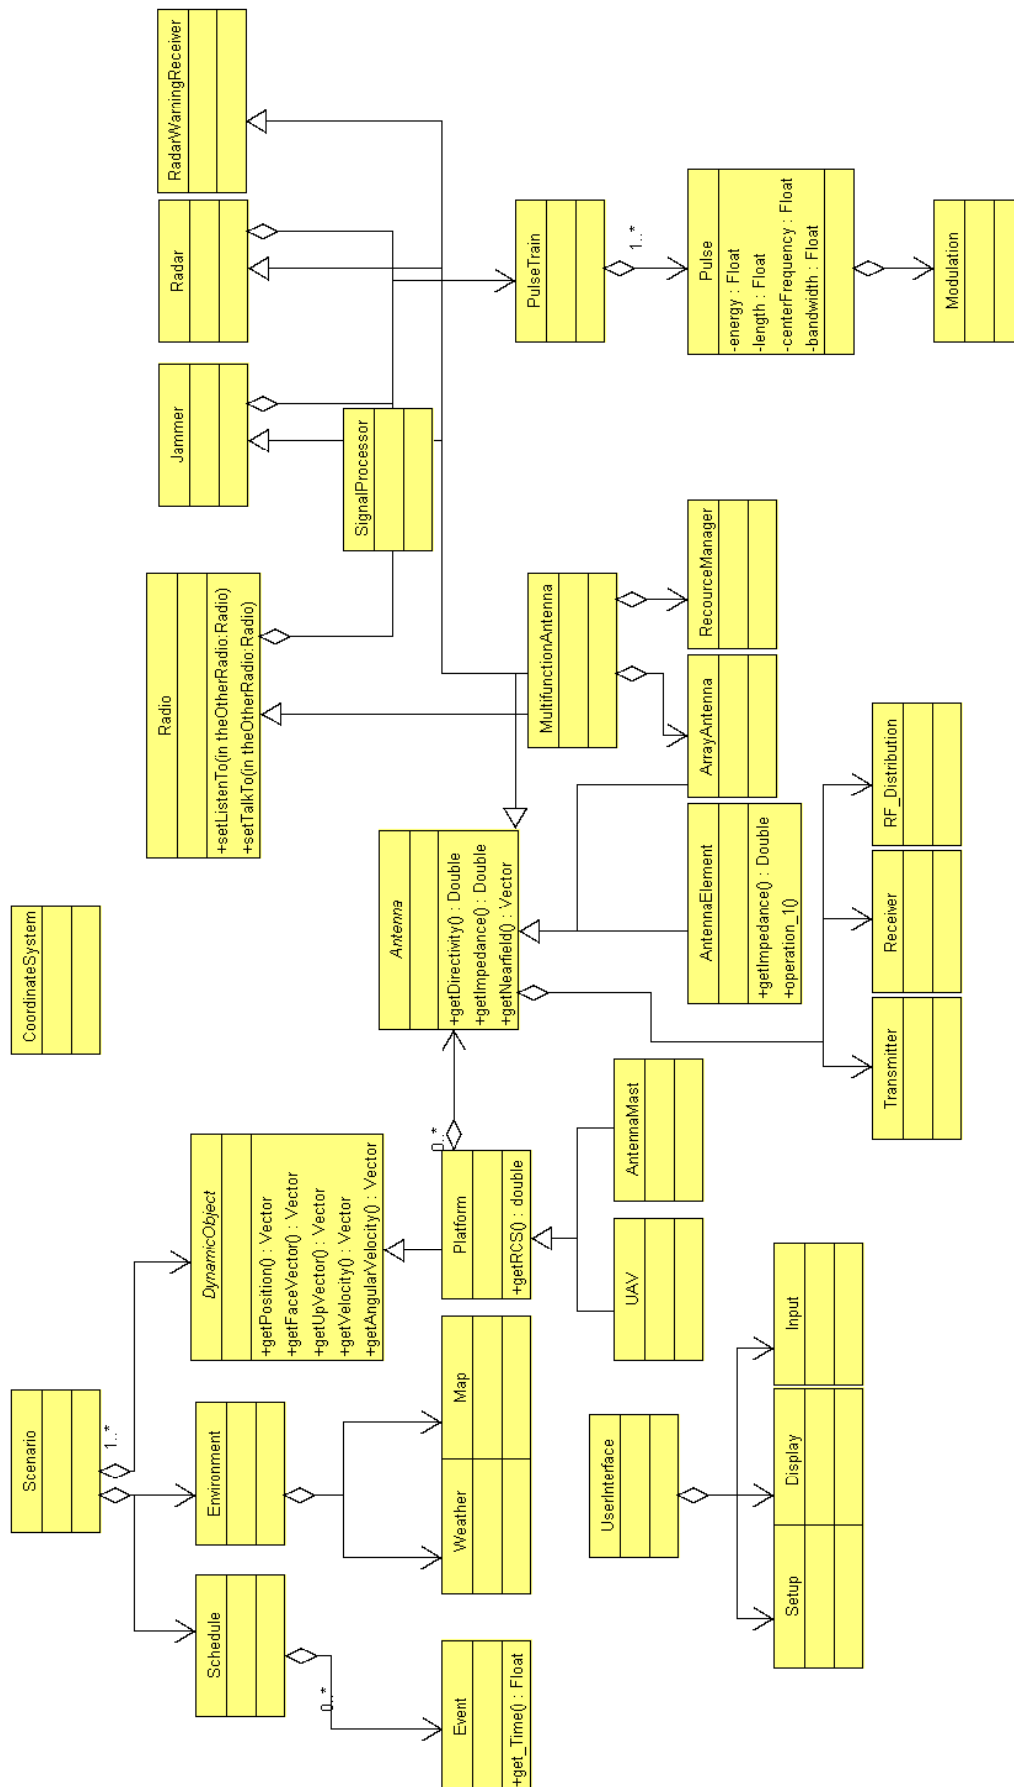 Scenario
1..*
Schedule
0..*
Event
+get_Time() : Float
Environment
Weather
Map
DynamicObject
+getPosition() : Vector
+getFaceVector() : Vector
+getUpVector() : Vector
+getVelocity() : Vector
+getAngularVelocity() : Vector
Platform
+getRCS() : double
0..*
UAV
AntennaMast
UserInterface
Setup
Display
Input
CoordinateSystem
Antenna
+getDirectivity() : Double
+getImpedance() : Double
+getNearfield() : Vector
AntennaElement
+getImpedance() : Double
+operation_1()
ArrayAntenna
RecourceManager
Transmitter
Receiver
RF_Distribution
Radio
+setListenTo(in theOtherRadio:Radio)
+setTalkTo(in theOtherRadio:Radio)
MultifunctionAntenna
SignalProcessor
Jammer
Radar
RadarWarningReceiver
PulseTrain
1..*
Pulse
-energy : Float
-length : Float
-centerFrequency : Float
-bandwidth : Float
Modulation